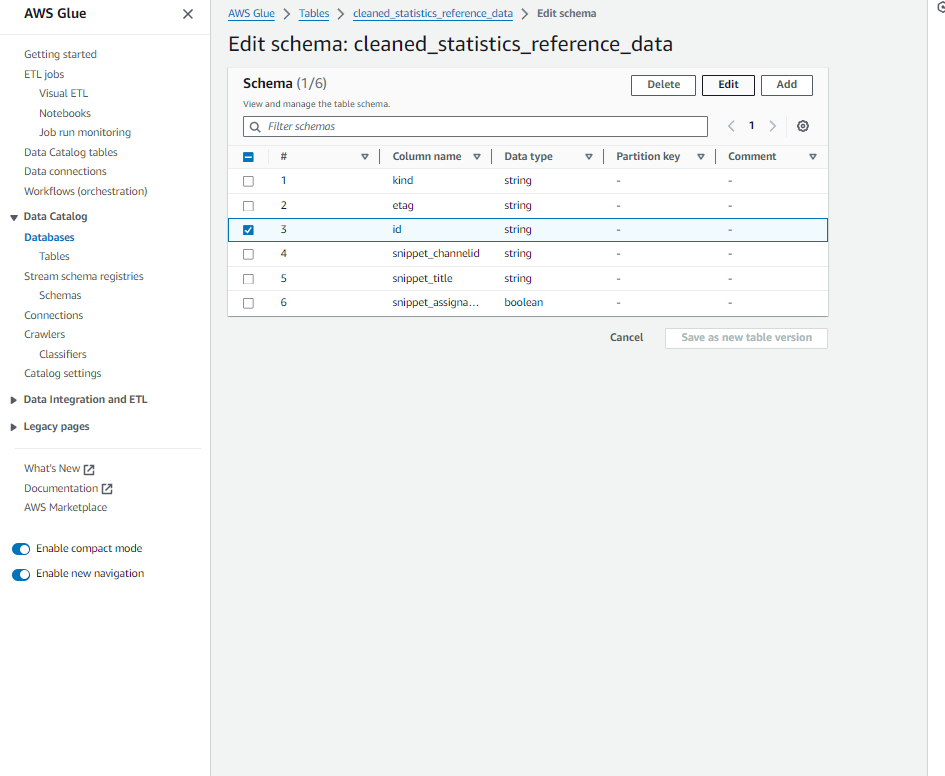 AWS Glue
Getting started
ETL jobs
Visual ETL
Notebooks
Job run monitoring
Data Catalog tables
Data connections
Workflows (orchestration)
Data Catalog
Databases
Tables
Stream schema registries
Schemas
Connections
Crawlers
Classifiers
Catalog settings
Data Integration and ETL
Legacy pages
What's New
Documentation
AWS Marketplace
Enable compact mode
Enable new navigation
AWS Glue > Tables > cleaned_statistics_reference_data > Edit schema
Edit schema: cleaned_statistics_reference_data
Schema (1/6) Delete Edit Add
View and manage the table schema.
Filter schemas 1
# Column name Data type Partition key Comment
1 kind string - -
2 etag string - -
3 id string - -
4 snippet_channelid string - -
5 snippet_title string - -
6 snippet_assigna... boolean - -
Cancel Save as new table version